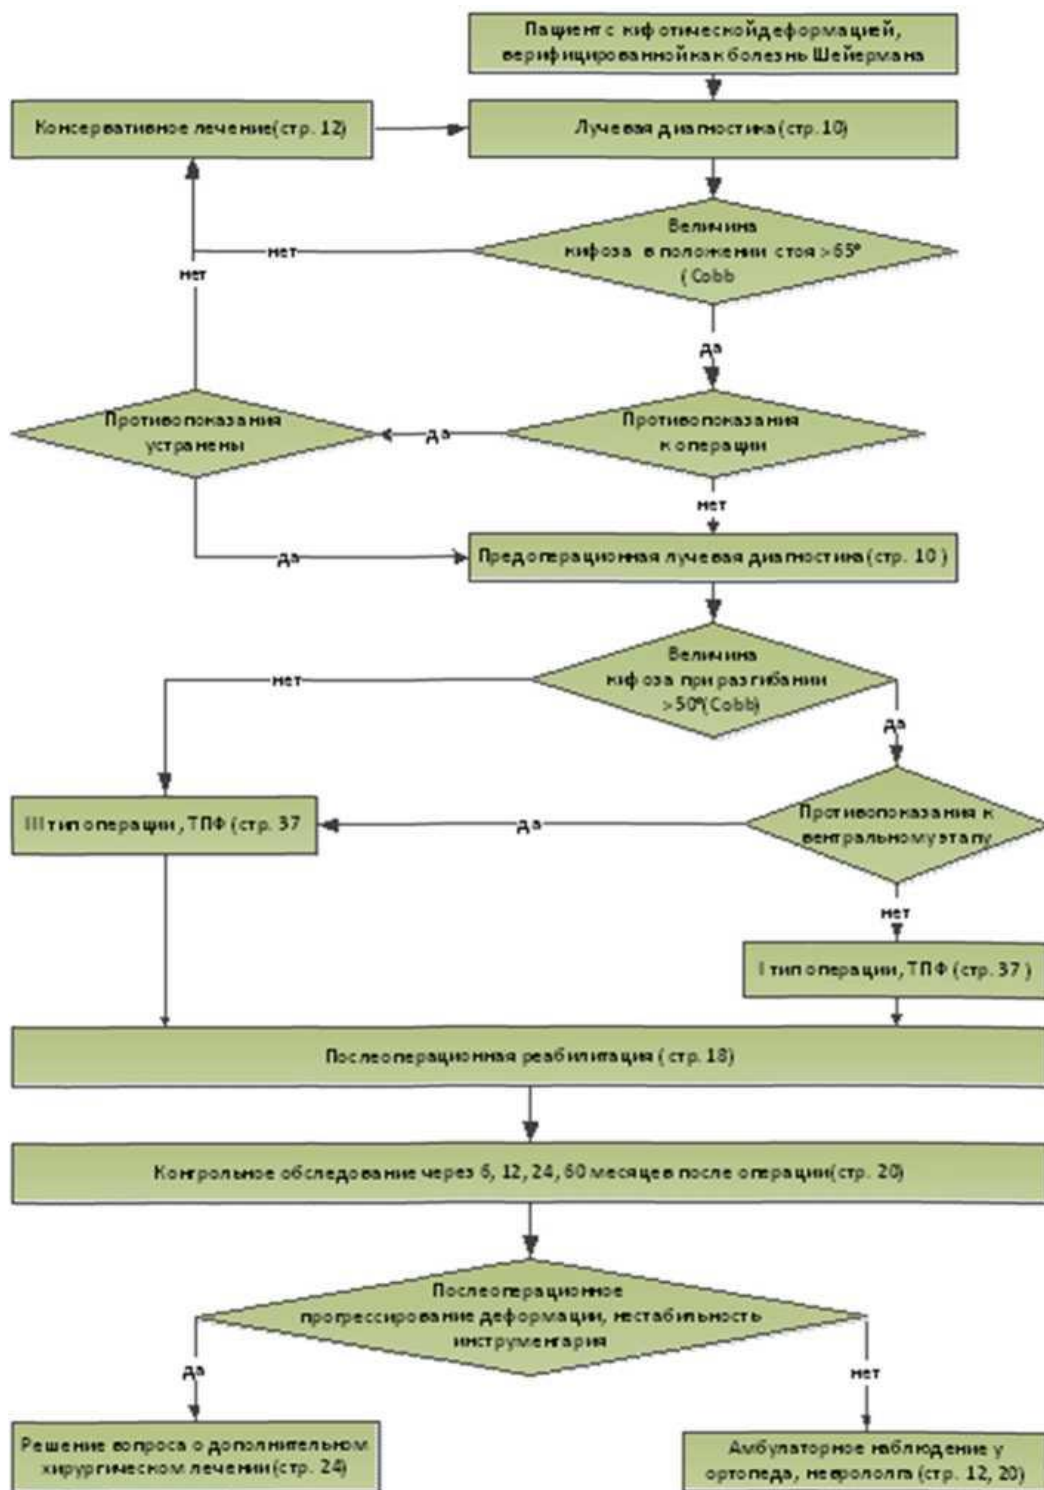 Пациент с кифотической деформацией,
верифицированной как болезнь Шейермана
Консервативное лечение(стр. 12)
Лучевая диагностика (стр. 10)
Величина
кифоза в положении стоя >65°
(Cobb
нет
нет
да
Противопоказания
устранены
да
Противопоказания
к операции
нет
да
Предоперационная лучевая диагностика (стр. 10 )
Величина
кифоза при разгибании
>50°(Cobb)
нет
да
III тип операции, ТПФ (стр. 37
да
Противопоказания к
вентральному этапу
нет
I тип операции, ТПФ (стр. 37 )
Послеоперационная реабилитация (стр. 18)
Контрольное обследование через 6, 12, 24, 60 месяцев после операции(стр. 20)
Послеоперационное
прогрессирование деформации, нестабильность
инструментария
да
нет
Решение вопроса о дополнительном
хирургическом лечении (стр. 24)
Амбулаторное наблюдение у
ортопеда, неврололга (стр. 12, 20)